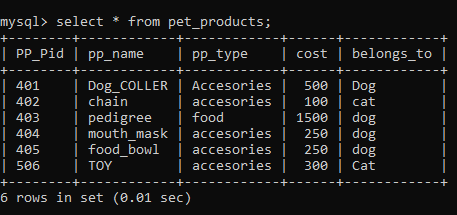 mysql> select * from pet_products;
+--------+------------+------------+------+------------+
| PP_Pid | pp_name    | pp_type    | cost | belongs_to |
+--------+------------+------------+------+------------+
| 401    | Dog_COLLER | Accesories |  500 | Dog        |
| 402    | chain      | accesories |  100 | cat        |
| 403    | pedigree   | food       | 1500 | dog        |
| 404    | mouth_mask | accesories |  250 | dog        |
| 405    | food_bowl  | accesories |  250 | dog        |
| 506    | TOY        | accesories |  300 | Cat        |
+--------+------------+------------+------+------------+
6 rows in set (0.01 sec)